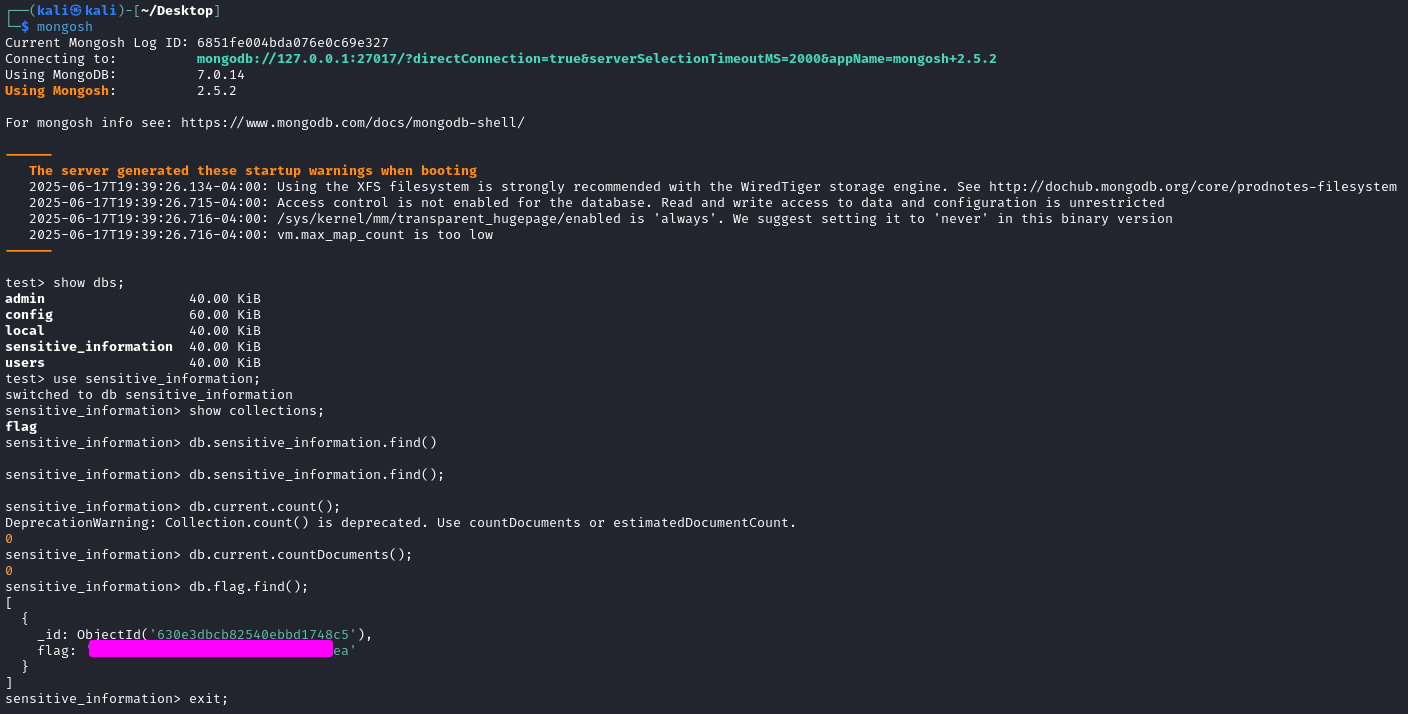 ┌──(kali㉿kali)-[~/Desktop]
└─$ mongosh
Current Mongosh Log ID: 6851fe004bda076e0c69e327
Connecting to:          mongodb://127.0.0.1:27017/?directConnection=true&serverSelectionTimeoutMS=2000&appName=mongosh+2.5.2
Using MongoDB:          7.0.14
Using Mongosh:          2.5.2
For mongosh info see: https://www.mongodb.com/docs/mongodb-shell/
------
   The server generated these startup warnings when booting
   2025-06-17T19:39:26.134-04:00: Using the XFS filesystem is strongly recommended with the WiredTiger storage engine. See http://dochub.mongodb.org/core/prodnotes-filesystem
   2025-06-17T19:39:26.715-04:00: Access control is not enabled for the database. Read and write access to data and configuration is unrestricted
   2025-06-17T19:39:26.716-04:00: /sys/kernel/mm/transparent_hugepage/enabled is 'always'. We suggest setting it to 'never' in this binary version
   2025-06-17T19:39:26.716-04:00: vm.max_map_count is too low
------
test> show dbs;
admin                  40.00 KiB
config                 60.00 KiB
local                  40.00 KiB
sensitive_information  40.00 KiB
users                  40.00 KiB
test> use sensitive_information;
switched to db sensitive_information
sensitive_information> show collections;
flag
sensitive_information> db.sensitive_information.find()
sensitive_information> db.sensitive_information.find();
sensitive_information> db.current.count();
DeprecationWarning: Collection.count() is deprecated. Use countDocuments or estimatedDocumentCount.
0
sensitive_information> db.current.countDocuments();
0
sensitive_information> db.flag.find();
[
  {
    _id: ObjectId('630e3dbcb82540ebbd1748c5'),
    flag: 'ea'
  }
]
sensitive_information> exit;